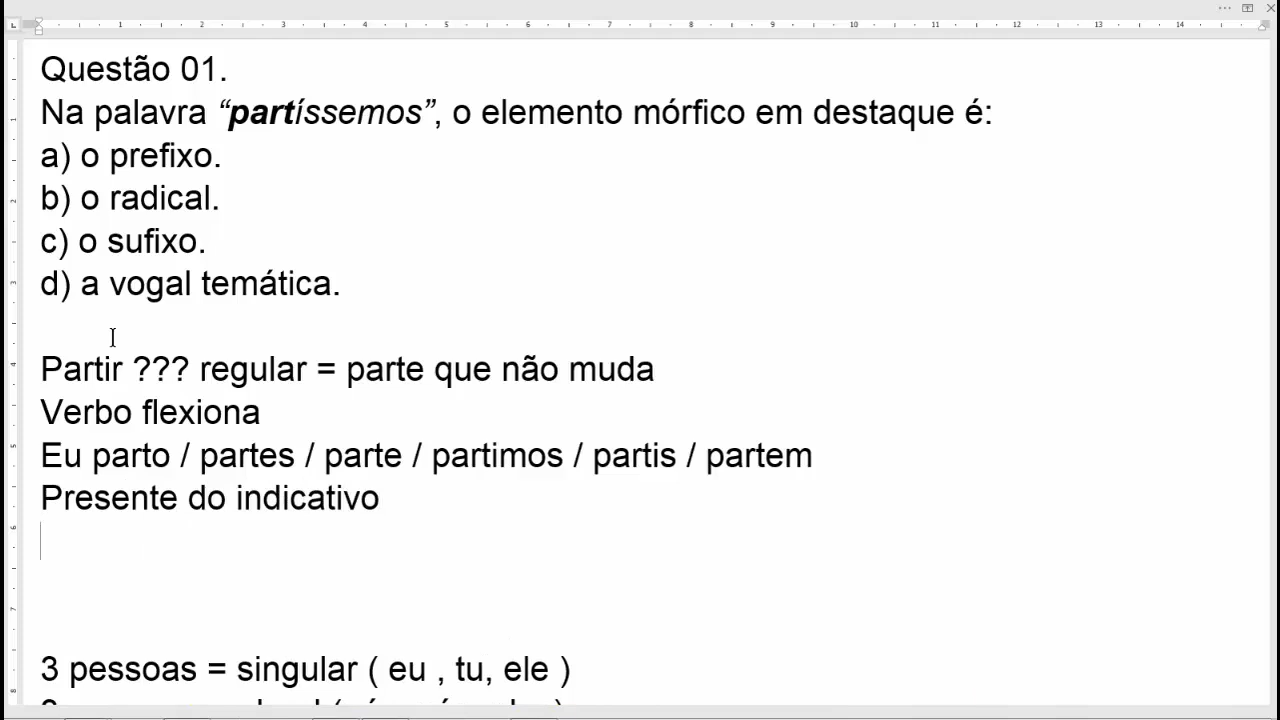 Questão 01.
Na palavra “partíssemos”, o elemento mórfico em destaque é:
a) o prefixo.
b) o radical.
c) o sufixo.
d) a vogal temática.
Partir ??? regular = parte que não muda
Verbo flexiona
Eu parto / partes / parte / partimos / partis / partem
Presente do indicativo
3 pessoas = singular ( eu , tu, ele )